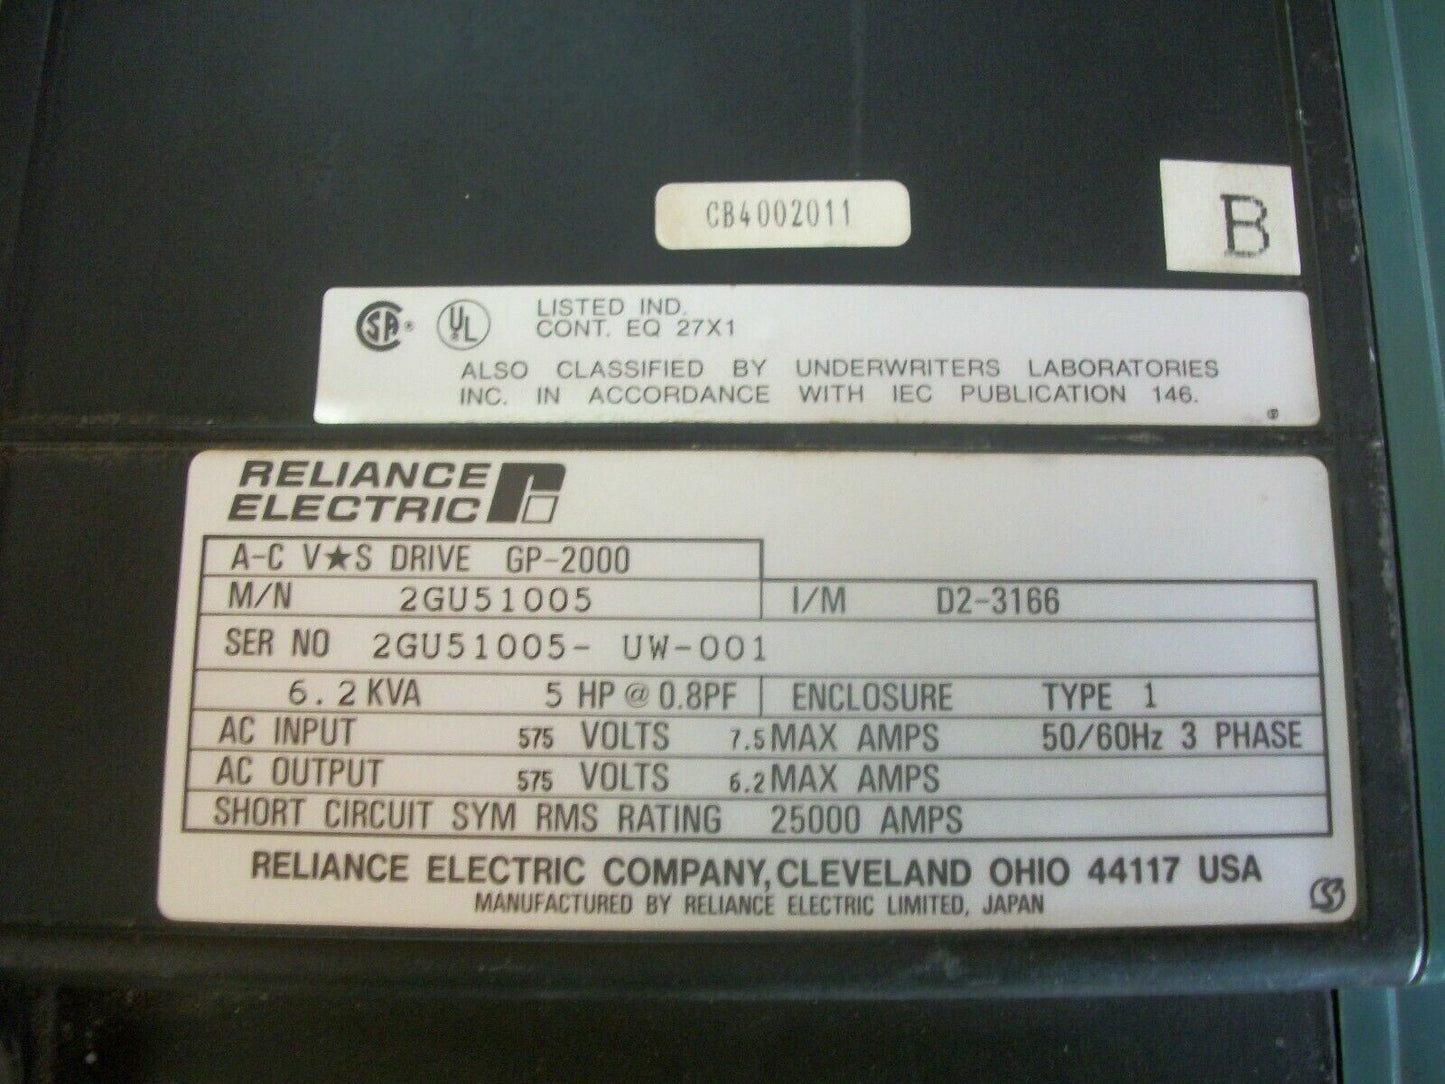 CB4002011
B
SA ®
UL
LISTED IND.
CONT. EQ 27X1
ALSO CLASSIFIED BY UNDERWRITERS LABORATORIES
INC. IN ACCORDANCE WITH IEC PUBLICATION 146.
RELIANCE
ELECTRIC
A-C V★S DRIVE GP-2000
M/N 2GU51005 I/M D2-3166
SER NO 2GU51005- UW-001
6.2 KVA 5 HP @ 0.8PF ENCLOSURE TYPE 1
AC INPUT 575 VOLTS 7.5 MAX AMPS 50/60Hz 3 PHASE
AC OUTPUT 575 VOLTS 6.2 MAX AMPS
SHORT CIRCUIT SYM RMS RATING 25000 AMPS
RELIANCE ELECTRIC COMPANY, CLEVELAND OHIO 44117 USA
MANUFACTURED BY RELIANCE ELECTRIC LIMITED, JAPAN